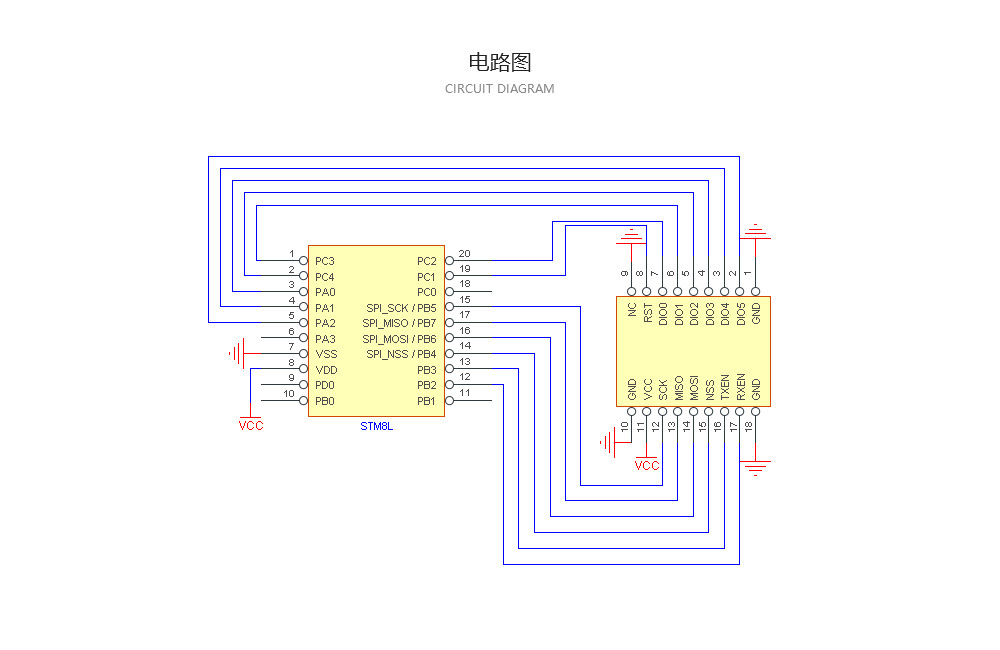 电路图
CIRCUIT DIAGRAM
1 PC3 PC2 20
2 PC4 PC1 19
3 PA0 PC0 18
4 PA1 SPI_SCK / PB5 15
5 PA2 SPI_MISO / PB7 17
6 PA3 SPI_MOSI / PB6 16
7 VSS SPI_NSS / PB4 14
8 VDD PB3 13
9 PD0 PB2 12
10 PB0 PB1 11
VCC
STM8L
9 8 7 6 5 4 3 2 1
NC RST DIO0 DIO1 DIO2 DIO3 DIO4 DIO5 GND
GND VCC SCK MISO MOSI NSS TXEN RXEN GND
10 11 12 13 14 15 16 17 18
VCC